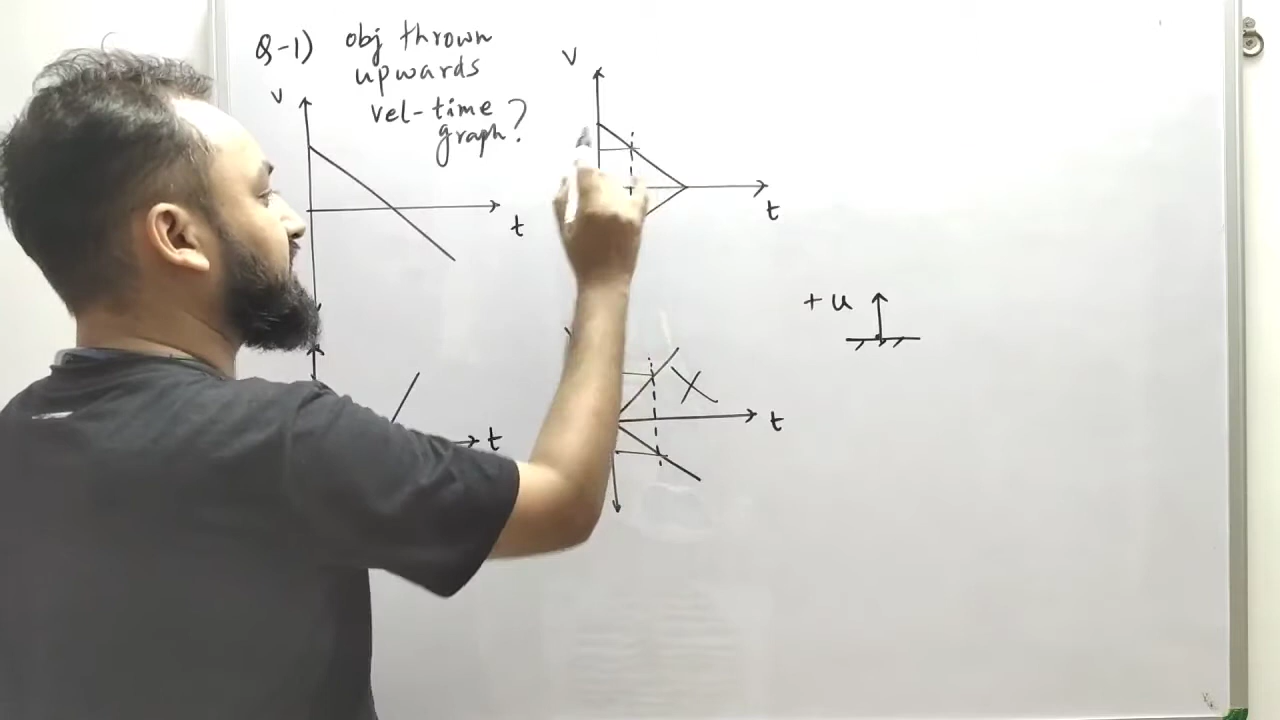 Q-1) obj thrown
upwards
vel-time
graph?
v
t
v
t
+u
t
t
X